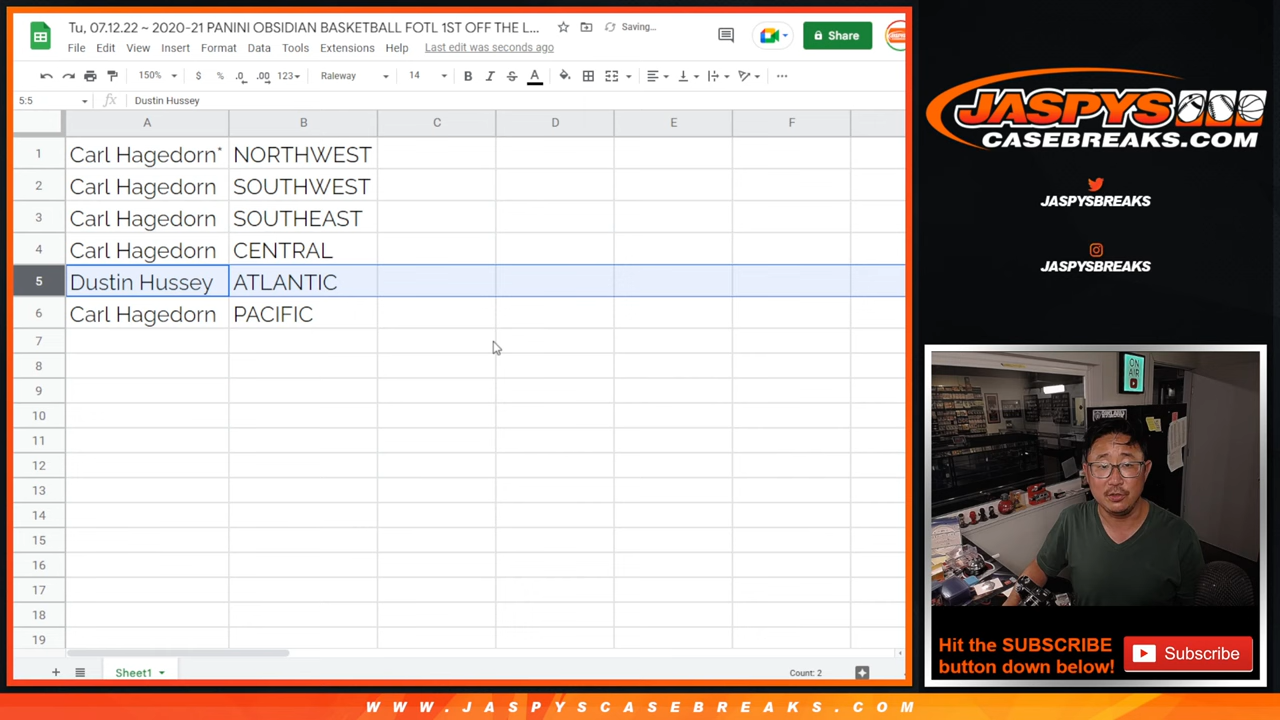 Tu, 07.12.22 ~ 2020-21 PANINI OBSIDIAN BASKETBALL FOTL 1ST OFF THE L...
Saving...
File Edit View Insert Format Data Tools Extensions Help Last edit was seconds ago
Share
150% $ % .0 .00 123 Raleway 14 B I S A
5:5 fx Dustin Hussey
A B C D E F
1 Carl Hagedorn* NORTHWEST
2 Carl Hagedorn SOUTHWEST
3 Carl Hagedorn SOUTHEAST
4 Carl Hagedorn CENTRAL
5 Dustin Hussey ATLANTIC
6 Carl Hagedorn PACIFIC
7
8
9
10
11
12
13
14
15
16
17
18
19
Sheet1
Count: 2
JASPYS
CASEBREAKS.COM
JASPYSBREAKS
JASPYSBREAKS
ON
AIR
Hit the SUBSCRIBE
button down below!
Subscribe
WWW.JASPYSCASEBREAKS.COM